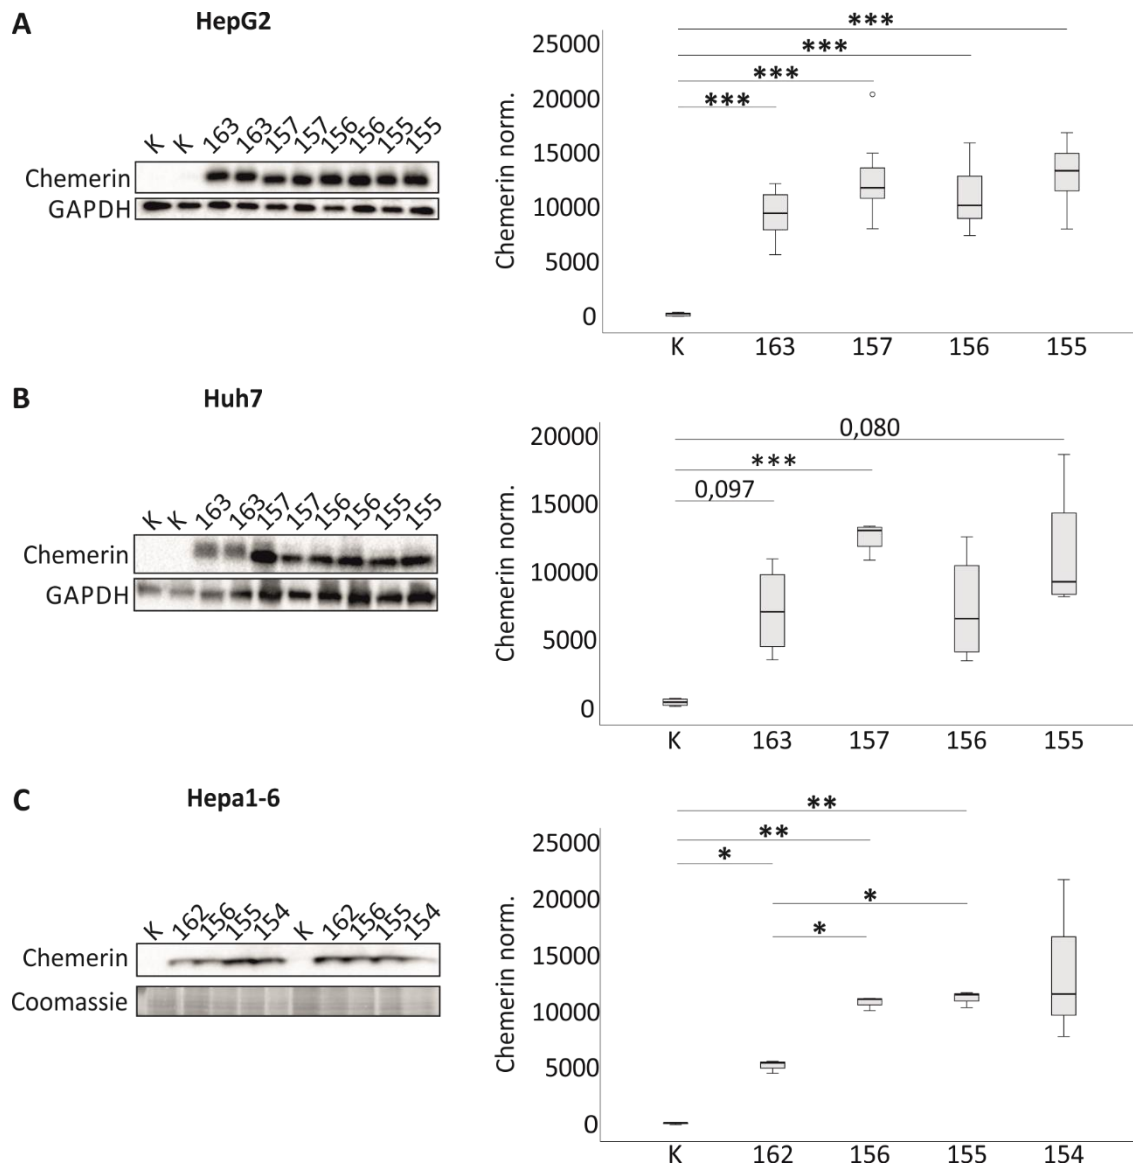 A
HepG2
K K 163 163 157 157 156 156 155 155
Chemerin
GAPDH
Chemerin norm.
25000
20000
15000
10000
5000
0
***
***
***
***
K 163 157 156 155
B
Huh7
K K 163 163 157 157 156 156 155 155
Chemerin
GAPDH
Chemerin norm.
20000
15000
10000
5000
0
0,080
***
0,097
K 163 157 156 155
C
Hepa1-6
K 162 156 155 154 K 162 156 155 154
Chemerin
Coomassie
Chemerin norm.
25000
20000
15000
10000
5000
0
**
**
*
*
*
K 162 156 155 154